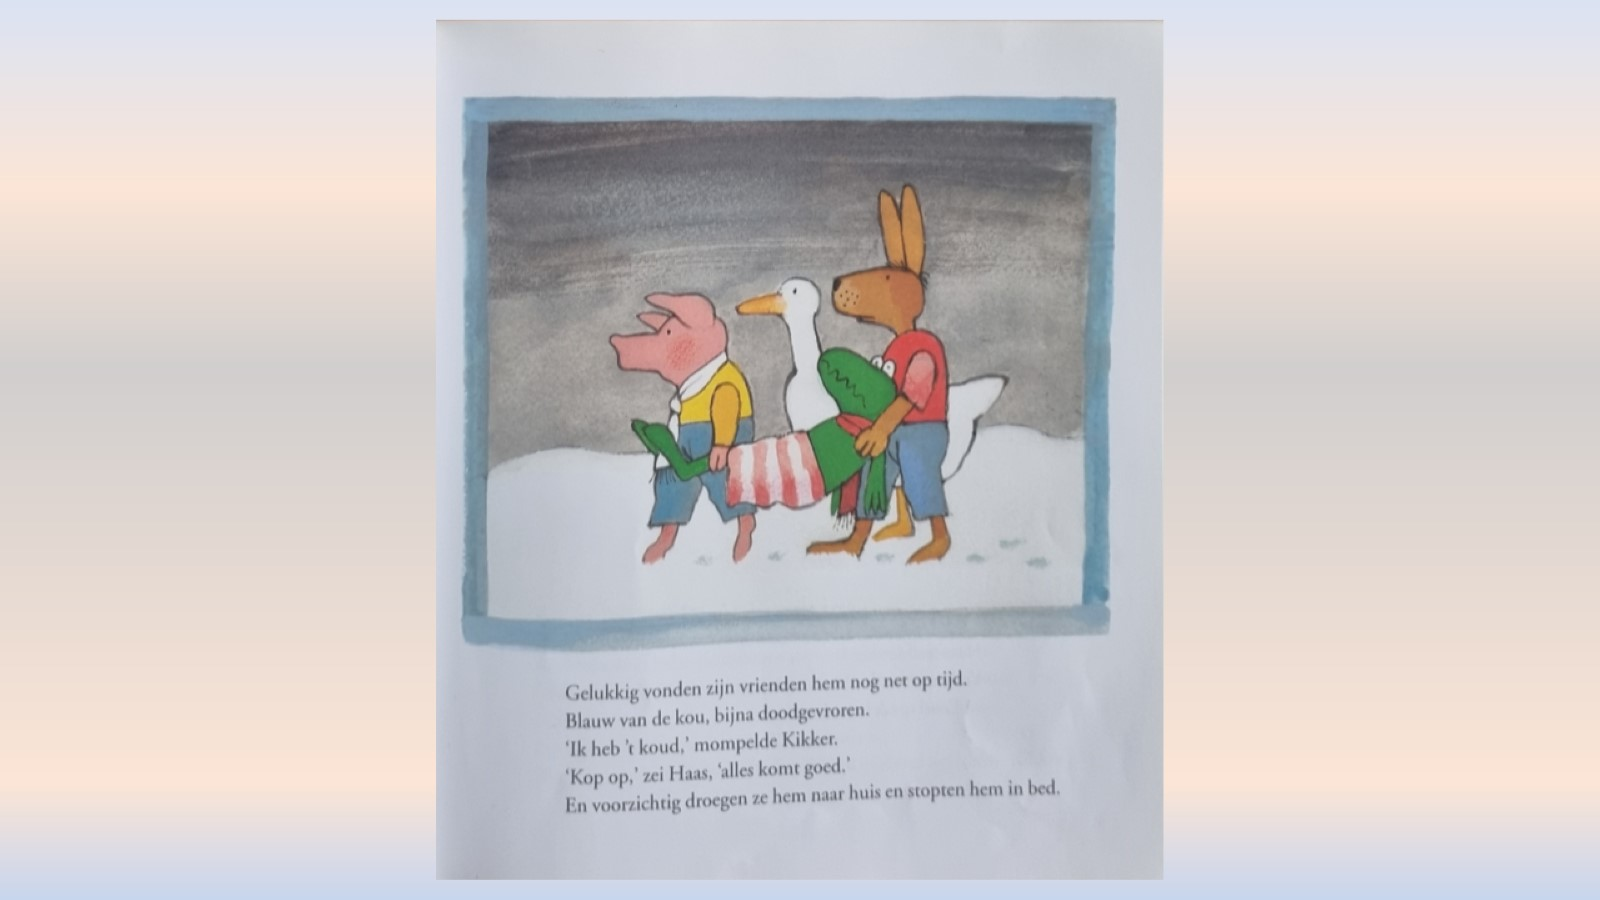 Gelukkig vonden zijn vrienden hem nog net op tijd.
Blauw van de kou, bijna doodgevroren.
‘Ik heb ’t koud,’ mompelde Kikker.
‘Kop op,’ zei Haas, ‘alles komt goed.’
En voorzichtig droegen ze hem naar huis en stopten hem in bed.